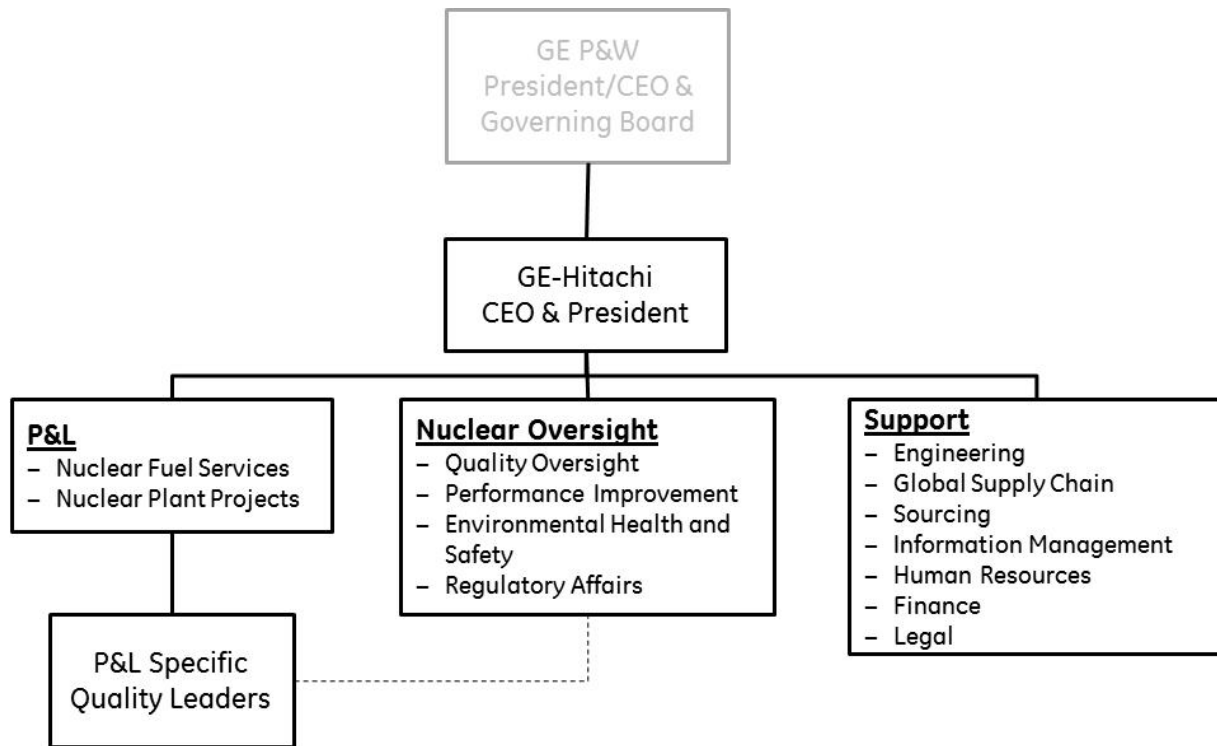 GE P&W
President/CEO &
Governing Board
GE-Hitachi
CEO & President
P&L
– Nuclear Fuel Services
– Nuclear Plant Projects
Nuclear Oversight
– Quality Oversight
– Performance Improvement
– Environmental Health and
Safety
– Regulatory Affairs
Support
– Engineering
– Global Supply Chain
– Sourcing
– Information Management
– Human Resources
– Finance
– Legal
P&L Specific
Quality Leaders